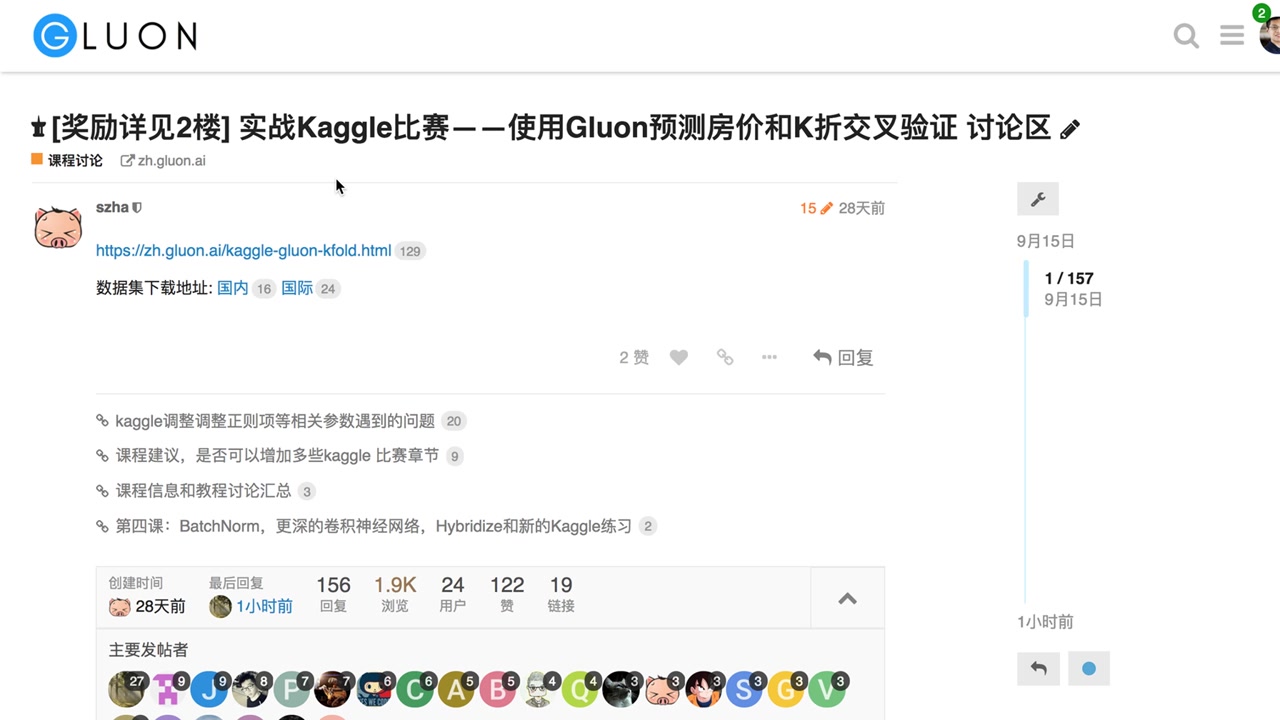 GLUON
2
[奖励详见2楼] 实战Kaggle比赛——使用Gluon预测房价和K折交叉验证 讨论区
课程讨论 zh.gluon.ai
szha
15 28天前
https://zh.gluon.ai/kaggle-gluon-kfold.html 129
数据集下载地址: 国内 16 国际 24
2 赞 回复
kaggle调整调整正则项等相关参数遇到的问题 20
课程建议，是否可以增加多些kaggle 比赛章节 9
课程信息和教程讨论汇总 3
第四课：BatchNorm，更深的卷积神经网络，Hybridize和新的Kaggle练习 2
创建时间 最后回复 156 1.9K 24 122 19
28天前 1小时前 回复 浏览 用户 赞 链接
主要发帖者
27 9 J 9 8 P 7 7 6 C 6 A 5 B 5 4 Q 4 3 3 3 S 3 G 3 V 3
9月15日
1 / 157
9月15日
1小时前